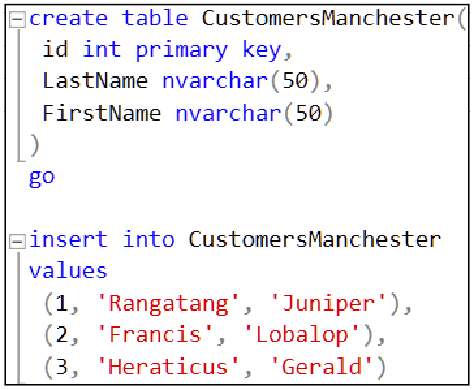 create table CustomersManchester(
id int primary key,
LastName nvarchar(50),
FirstName nvarchar(50)
)
go
insert into CustomersManchester
values
(1, 'Rangatang', 'Juniper'),
(2, 'Francis', 'Lobalop'),
(3, 'Heraticus', 'Gerald')